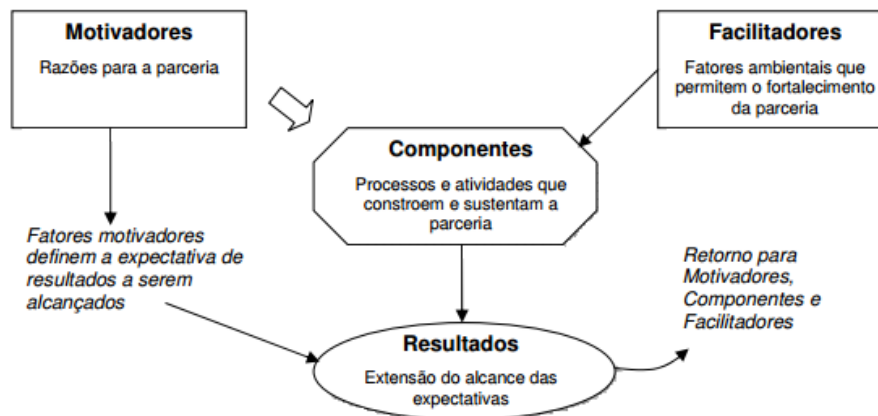 Motivadores
Razões para a parceria
Facilitadores
Fatores ambientais que
permitem o fortalecimento
da parceria
Componentes
Processos e atividades que
constroem e sustentam a
parceria
Fatores motivadores
definem a expectativa de
resultados a serem
alcançados
Retorno para
Motivadores,
Componentes e
Facilitadores
Resultados
Extensão do alcance das
expectativas